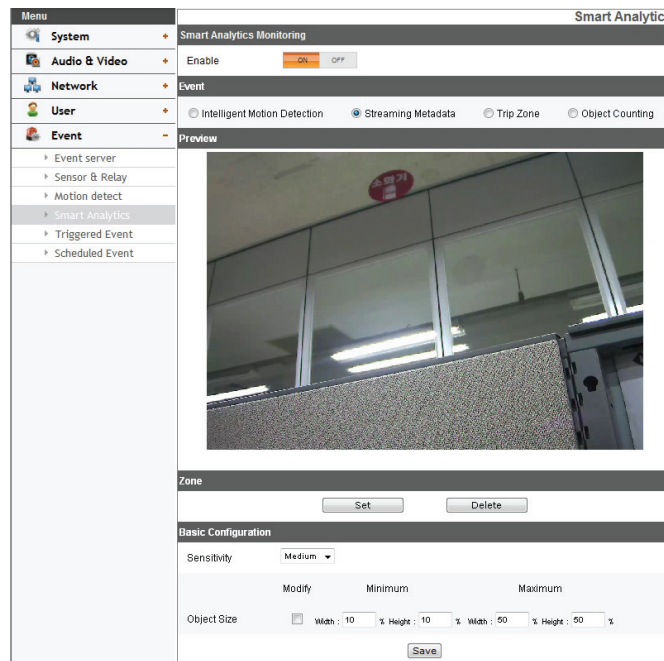 Menu
Smart Analytic
System +
Smart Analytics Monitoring
Audio & Video +
Enable ON OFF
Network +
Event
User +
Intelligent Motion Detection Streaming Metadata Trip Zone Object Counting
Event -
Preview
Event server
Sensor & Relay
Motion detect
Smart Analytics
Triggered Event
Scheduled Event
소화기
Zone
Set Delete
Basic Configuration
Sensitivity Medium
Modify Minimum Maximum
Object Size Width : 10 % Height : 10 % Width : 50 % Height : 50 %
Save